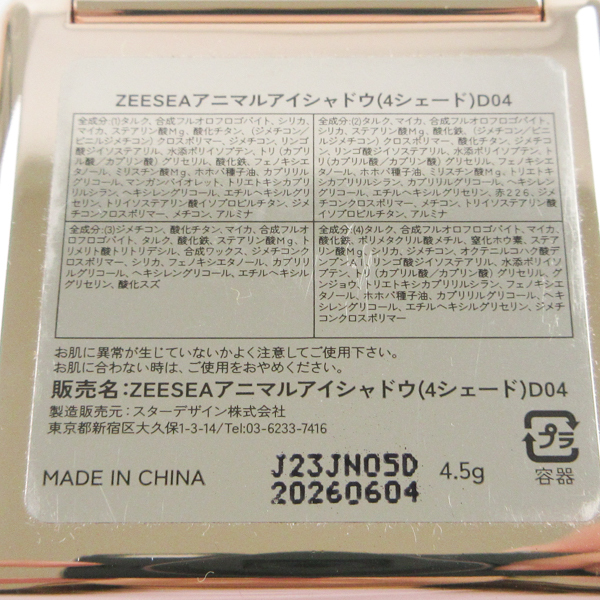 ZEESEAアニマルアイシャドウ(4シェード)D04
全成分:(1)タルク、マイカ、合成フルオロフロゴパイト、シリカ、
マイカ、ステアリン酸Mg、酸化チタン、(ジメチコン/
ビニルジメチコン)クロスポリマー、ジメチコン、リンゴ
酸ジイソステアリル、水添ポリイソブテン、トリ(カプリ
ル酸/カプリン酸)グリセリル、酸化鉄、フェノキシエ
タノール、ミリスチン酸Mg、ホホバ種子油、カプリリル
グリコール、マンガンバイオレット、トリエトキシカプリ
リルシラン、ヘキシレングリコール、エチルヘキシルグリ
セリン、トリイソステアリン酸イソプロピルチタン、ジメ
チコンクロスポリマー、メチコン、アルミナ
全成分:(2)タルク、マイカ、合成フルオロフロゴパイト、
シリカ、ステアリン酸Mg、酸化鉄、(ジメチコン/ビニ
ルジメチコン)クロスポリマー、酸化チタン、ジメチコ
ン、リンゴ酸ジイソステアリル、水添ポリイソブテン、ト
リ(カプリル酸/カプリン酸)グリセリル、フェノキシエ
タノール、ホホバ種子油、ミリスチン酸Mg、トリエトキ
シカプリリルシラン、カプリリルグリコール、ヘキシレン
グリコール、エチルヘキシルグリセリン、赤226、ジメチ
コンクロスポリマー、メチコン、トリイソステアリン酸
イソプロピルチタン、アルミナ
全成分:(3)ジメチコン、酸化チタン、マイカ、合成フルオ
ロフロゴパイト、タルク、酸化鉄、ステアリン酸Mg、ト
リメリト酸トリトリデシル、合成ワックス、ジメチコンク
ロスポリマー、シリカ、フェノキシエタノール、カプリリ
ルグリコール、ヘキシレングリコール、エチルヘキシルグ
リセリン、酸化スズ
全成分:(4)タルク、合成フルオロフロゴパイト、マイカ、
酸化鉄、ポリメタクリル酸メチル、窒化ホウ素、ステア
リン酸Mg、シリカ、ジメチコン、オクテニルコハク酸デ
ンプンAl、リンゴ酸ジイソステアリル、水添ポリイソブ
テン、トリ(カプリル酸/カプリン酸)グリセリル、グ
ンジョウ、トリエトキシカプリリルシラン、フェノキシエ
タノール、ホホバ種子油、カプリリルグリコール、ヘキ
シレングリコール、エチルヘキシルグリセリン、ジメチ
コンクロスポリマー
お肌に異常が生じていないかよく注意してご使用ください。
お肌に合わない時は、ご使用をおやめください。
販売名:ZEESEAアニマルアイシャドウ(4シェード)D04
製造販売元:スターデザイン株式会社
東京都新宿区大久保1-3-14/Tel:03-6233-7416
プラ
容器
MADE IN CHINA
J23JN05D
20260604
4.5g